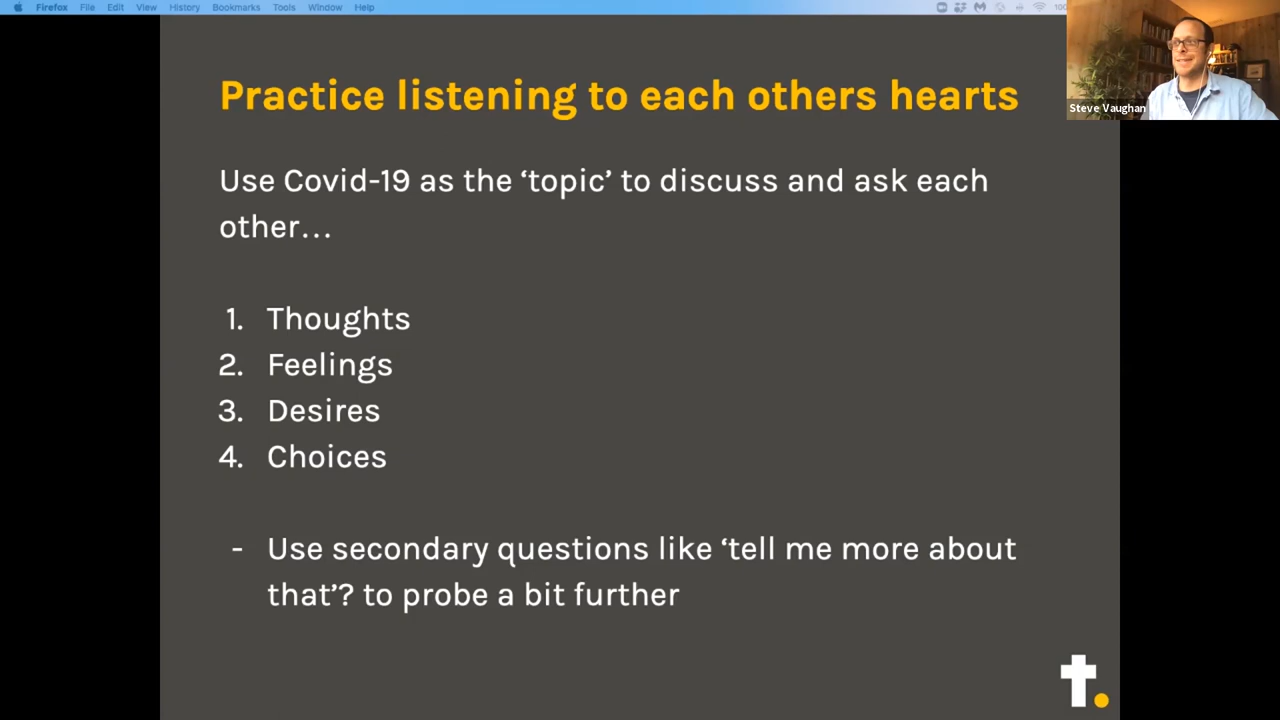 Firefox File Edit View History Bookmarks Tools Window Help
Steve Vaughan
Practice listening to each others hearts
Use Covid-19 as the ‘topic’ to discuss and ask each
other…
1. Thoughts
2. Feelings
3. Desires
4. Choices
- Use secondary questions like ‘tell me more about
that’? to probe a bit further
t.